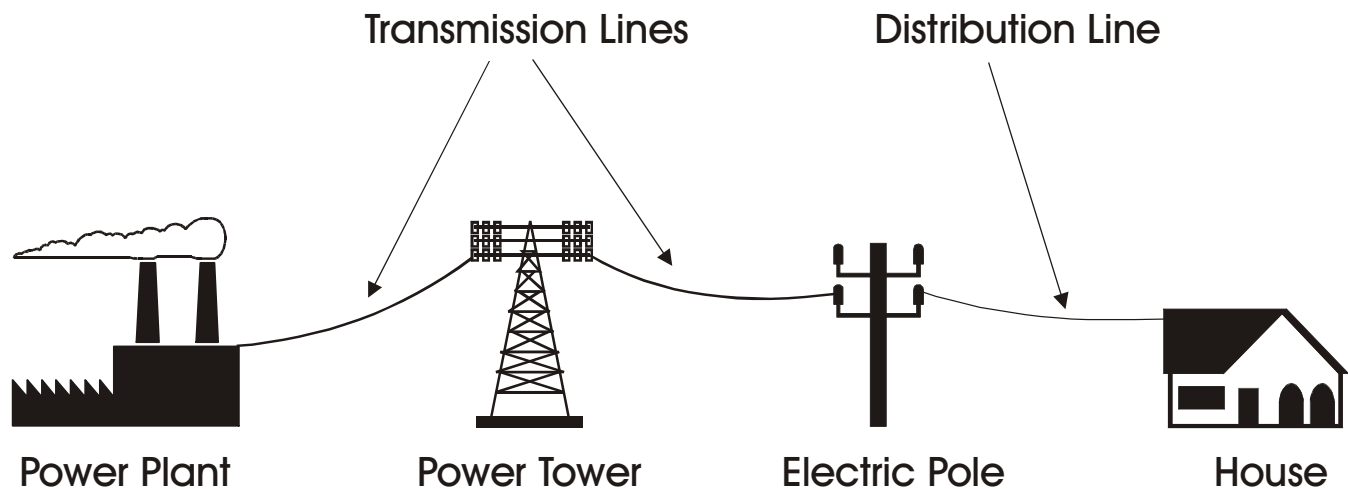 Transmission Lines
Distribution Line
Power Plant
Power Tower
Electric Pole
House